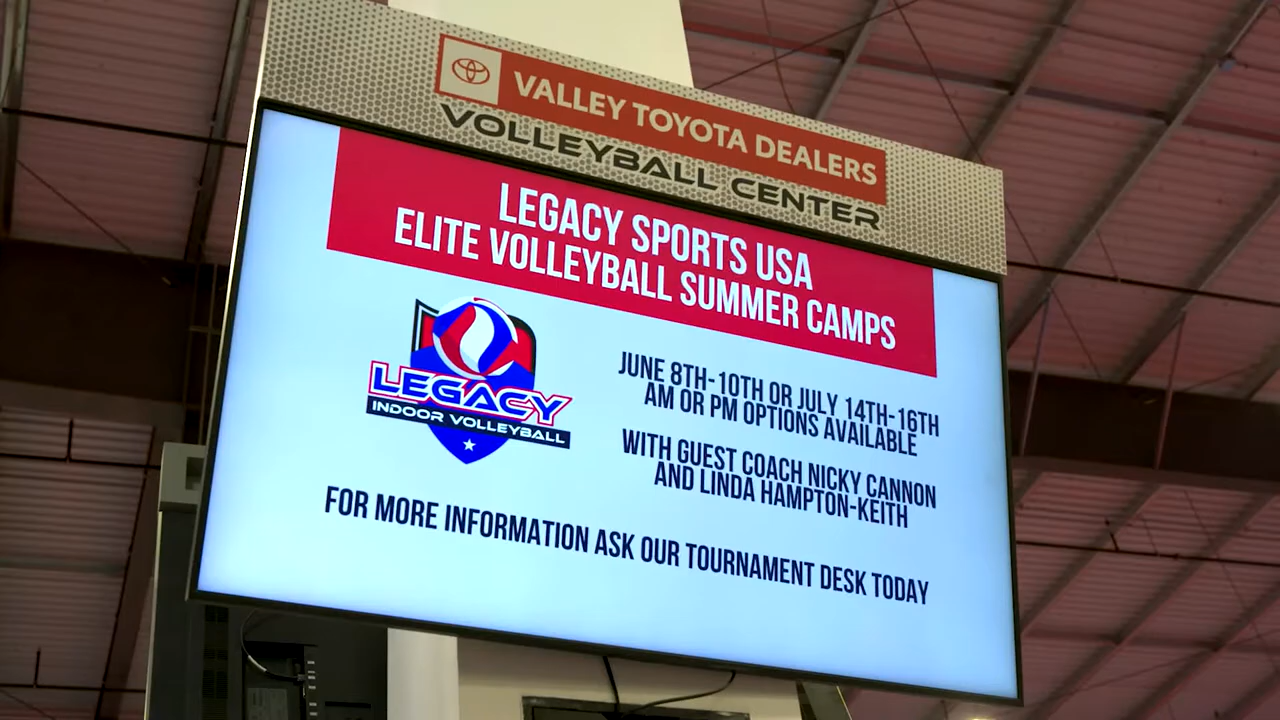 VALLEY TOYOTA DEALERS
VOLLEYBALL CENTER
LEGACY SPORTS USA
ELITE VOLLEYBALL SUMMER CAMPS
LEGACY
INDOOR VOLLEYBALL
JUNE 8TH-10TH OR JULY 14TH-16TH
AM OR PM OPTIONS AVAILABLE
WITH GUEST COACH NICKY CANNON
AND LINDA HAMPTON-KEITH
FOR MORE INFORMATION ASK OUR TOURNAMENT DESK TODAY